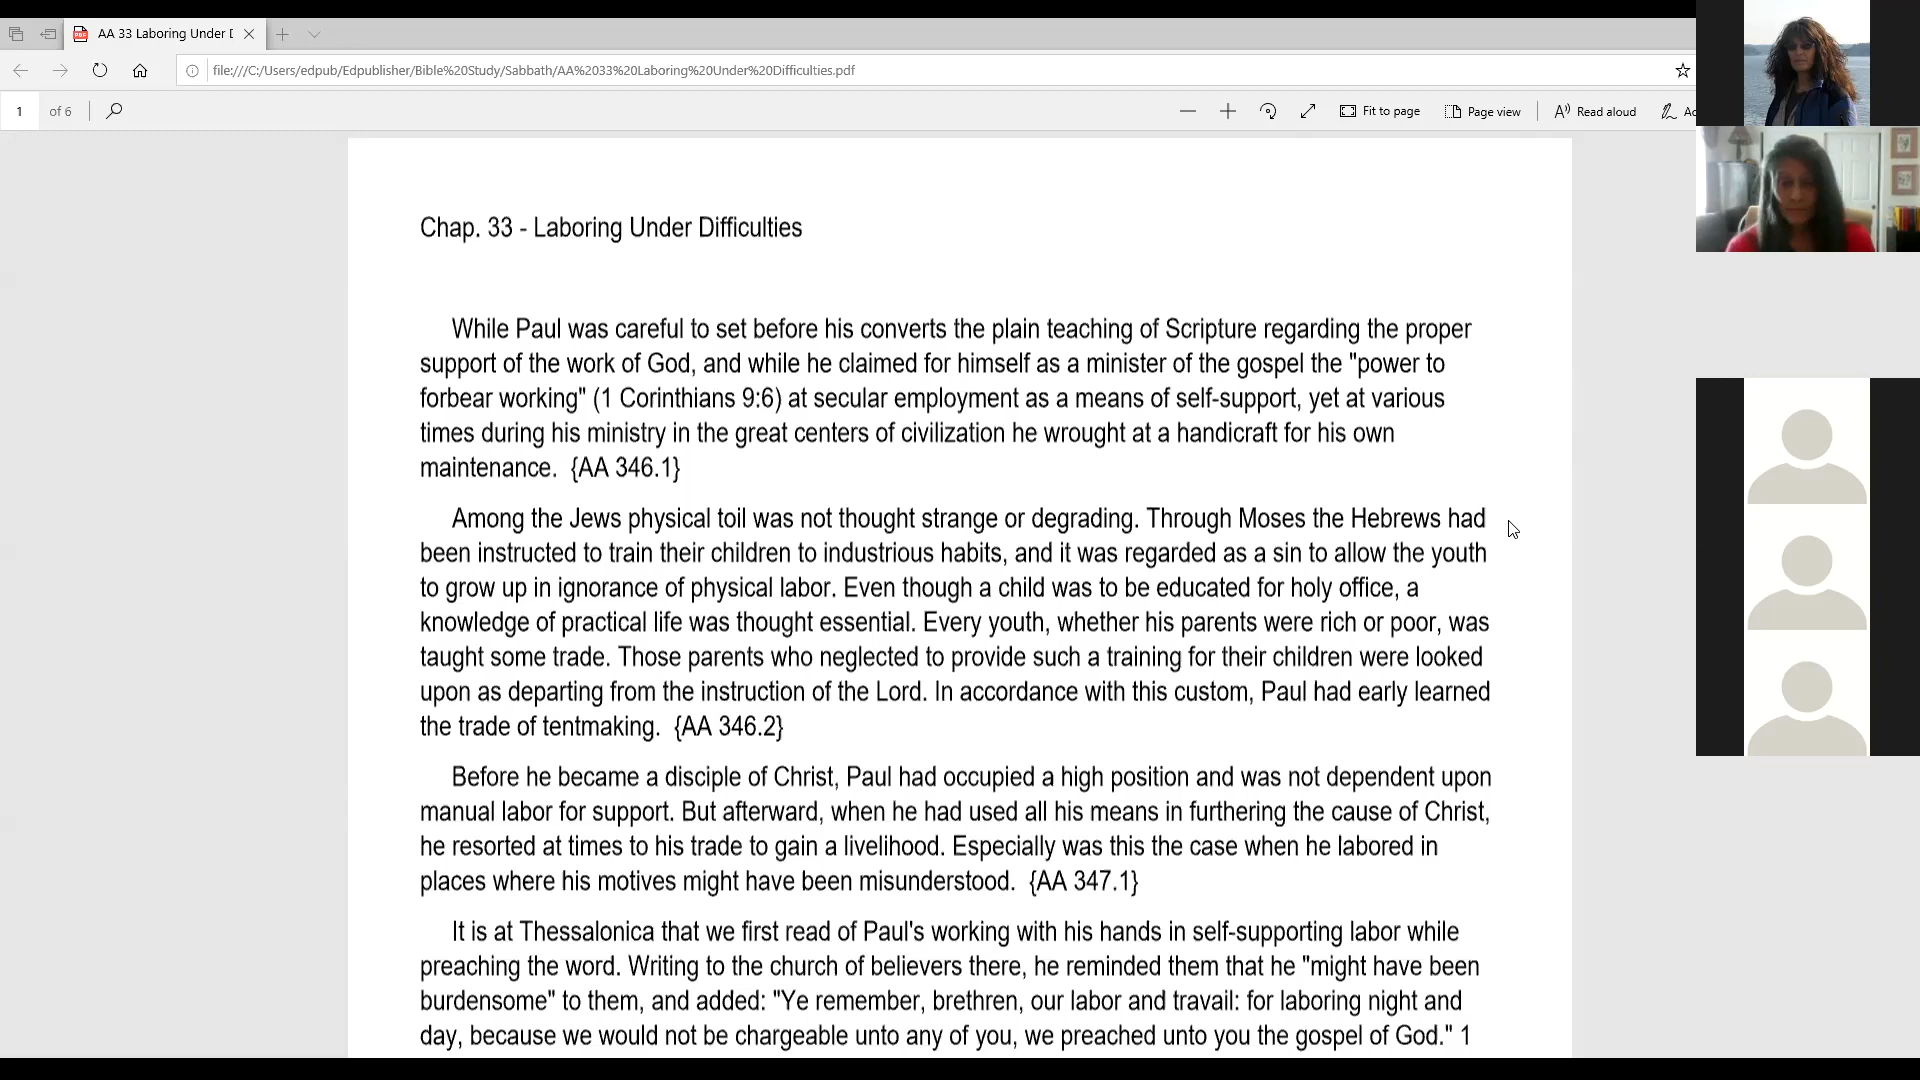 AA 33 Laboring Under D
file:///C:/Users/edpub/Edpublisher/Bible%20Study/Sabbath/AA%2033%20Laboring%20Under%20Difficulties.pdf
1 of 6
Fit to page
Page view
Read aloud
Ad
Chap. 33 - Laboring Under Difficulties
While Paul was careful to set before his converts the plain teaching of Scripture regarding the proper
support of the work of God, and while he claimed for himself as a minister of the gospel the "power to
forbear working" (1 Corinthians 9:6) at secular employment as a means of self-support, yet at various
times during his ministry in the great centers of civilization he wrought at a handicraft for his own
maintenance.  {AA 346.1}
Among the Jews physical toil was not thought strange or degrading. Through Moses the Hebrews had
been instructed to train their children to industrious habits, and it was regarded as a sin to allow the youth
to grow up in ignorance of physical labor. Even though a child was to be educated for holy office, a
knowledge of practical life was thought essential. Every youth, whether his parents were rich or poor, was
taught some trade. Those parents who neglected to provide such a training for their children were looked
upon as departing from the instruction of the Lord. In accordance with this custom, Paul had early learned
the trade of tentmaking.  {AA 346.2}
Before he became a disciple of Christ, Paul had occupied a high position and was not dependent upon
manual labor for support. But afterward, when he had used all his means in furthering the cause of Christ,
he resorted at times to his trade to gain a livelihood. Especially was this the case when he labored in
places where his motives might have been misunderstood.  {AA 347.1}
It is at Thessalonica that we first read of Paul's working with his hands in self-supporting labor while
preaching the word. Writing to the church of believers there, he reminded them that he "might have been
burdensome" to them, and added: "Ye remember, brethren, our labor and travail: for laboring night and
day, because we would not be chargeable unto any of you, we preached unto you the gospel of God." 1